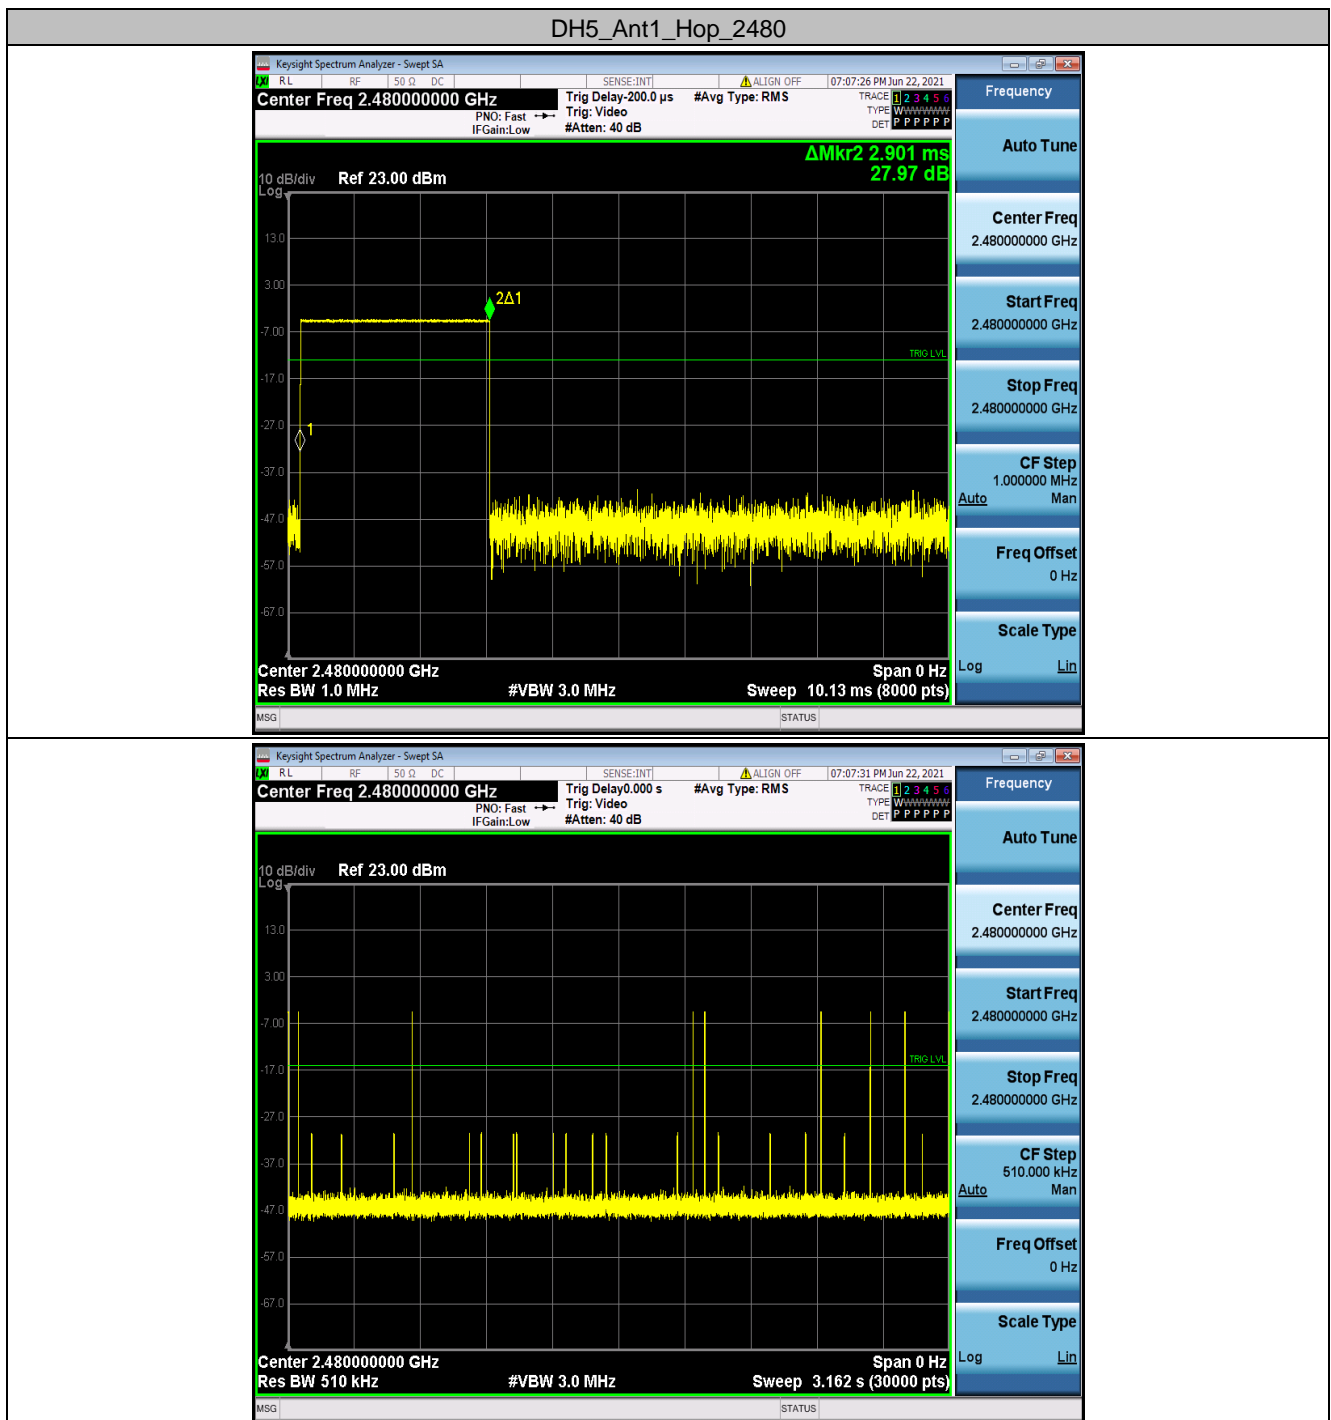 DH5_Ant1_Hop_2480
Keysight Spectrum Analyzer - Swept SA
LXI RL RF 50 Ω DC SENSE:INT ALIGN OFF 07:07:26 PM Jun 22, 2021
Center Freq 2.480000000 GHz
PNO: Fast
IFGain:Low
Trig Delay-200.0 µs
Trig: Video
#Atten: 40 dB
#Avg Type: RMS
TRACE 1 2 3 4 5 6
TYPE WWWWWW
DET P P P P P P
ΔMkr2 2.901 ms
27.97 dB
10 dB/div Ref 23.00 dBm
Log
13.0
3.00
-7.00
-17.0
-27.0
-37.0
-47.0
-57.0
-67.0
2Δ1
TRIG LVL
1
Center 2.480000000 GHz Span 0 Hz
Res BW 1.0 MHz #VBW 3.0 MHz Sweep 10.13 ms (8000 pts)
MSG STATUS
Frequency
Auto Tune
Center Freq
2.480000000 GHz
Start Freq
2.480000000 GHz
Stop Freq
2.480000000 GHz
CF Step
1.000000 MHz
Auto Man
Freq Offset
0 Hz
Scale Type
Log Lin
Keysight Spectrum Analyzer - Swept SA
LXI RL RF 50 Ω DC SENSE:INT ALIGN OFF 07:07:31 PM Jun 22, 2021
Center Freq 2.480000000 GHz
PNO: Fast
IFGain:Low
Trig Delay0.000 s
Trig: Video
#Atten: 40 dB
#Avg Type: RMS
TRACE 1 2 3 4 5 6
TYPE WWWWWW
DET P P P P P P
10 dB/div Ref 23.00 dBm
Log
13.0
3.00
-7.00
-17.0
-27.0
-37.0
-47.0
-57.0
-67.0
TRIG LVL
Center 2.480000000 GHz Span 0 Hz
Res BW 510 kHz #VBW 3.0 MHz Sweep 3.162 s (30000 pts)
MSG STATUS
Frequency
Auto Tune
Center Freq
2.480000000 GHz
Start Freq
2.480000000 GHz
Stop Freq
2.480000000 GHz
CF Step
510.000 kHz
Auto Man
Freq Offset
0 Hz
Scale Type
Log Lin